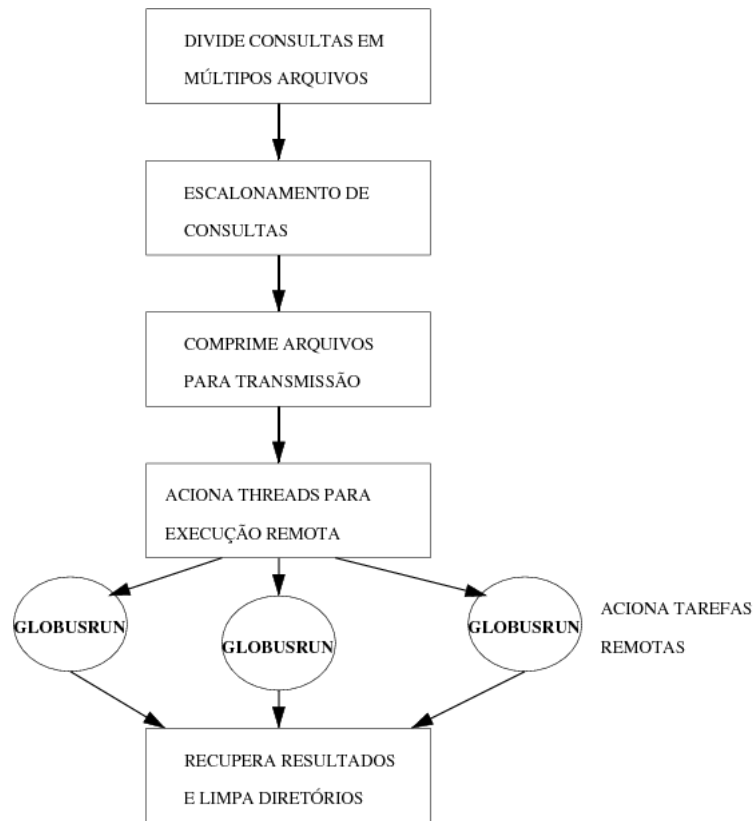 DIVIDE CONSULTAS EM
MÚLTIPOS ARQUIVOS
ESCALONAMENTO DE
CONSULTAS
COMPRIME ARQUIVOS
PARA TRANSMISSÃO
ACIONA THREADS PARA
EXECUÇÃO REMOTA
GLOBUSRUN
GLOBUSRUN
GLOBUSRUN
ACIONA TAREFAS
REMOTAS
RECUPERA RESULTADOS
E LIMPA DIRETÓRIOS